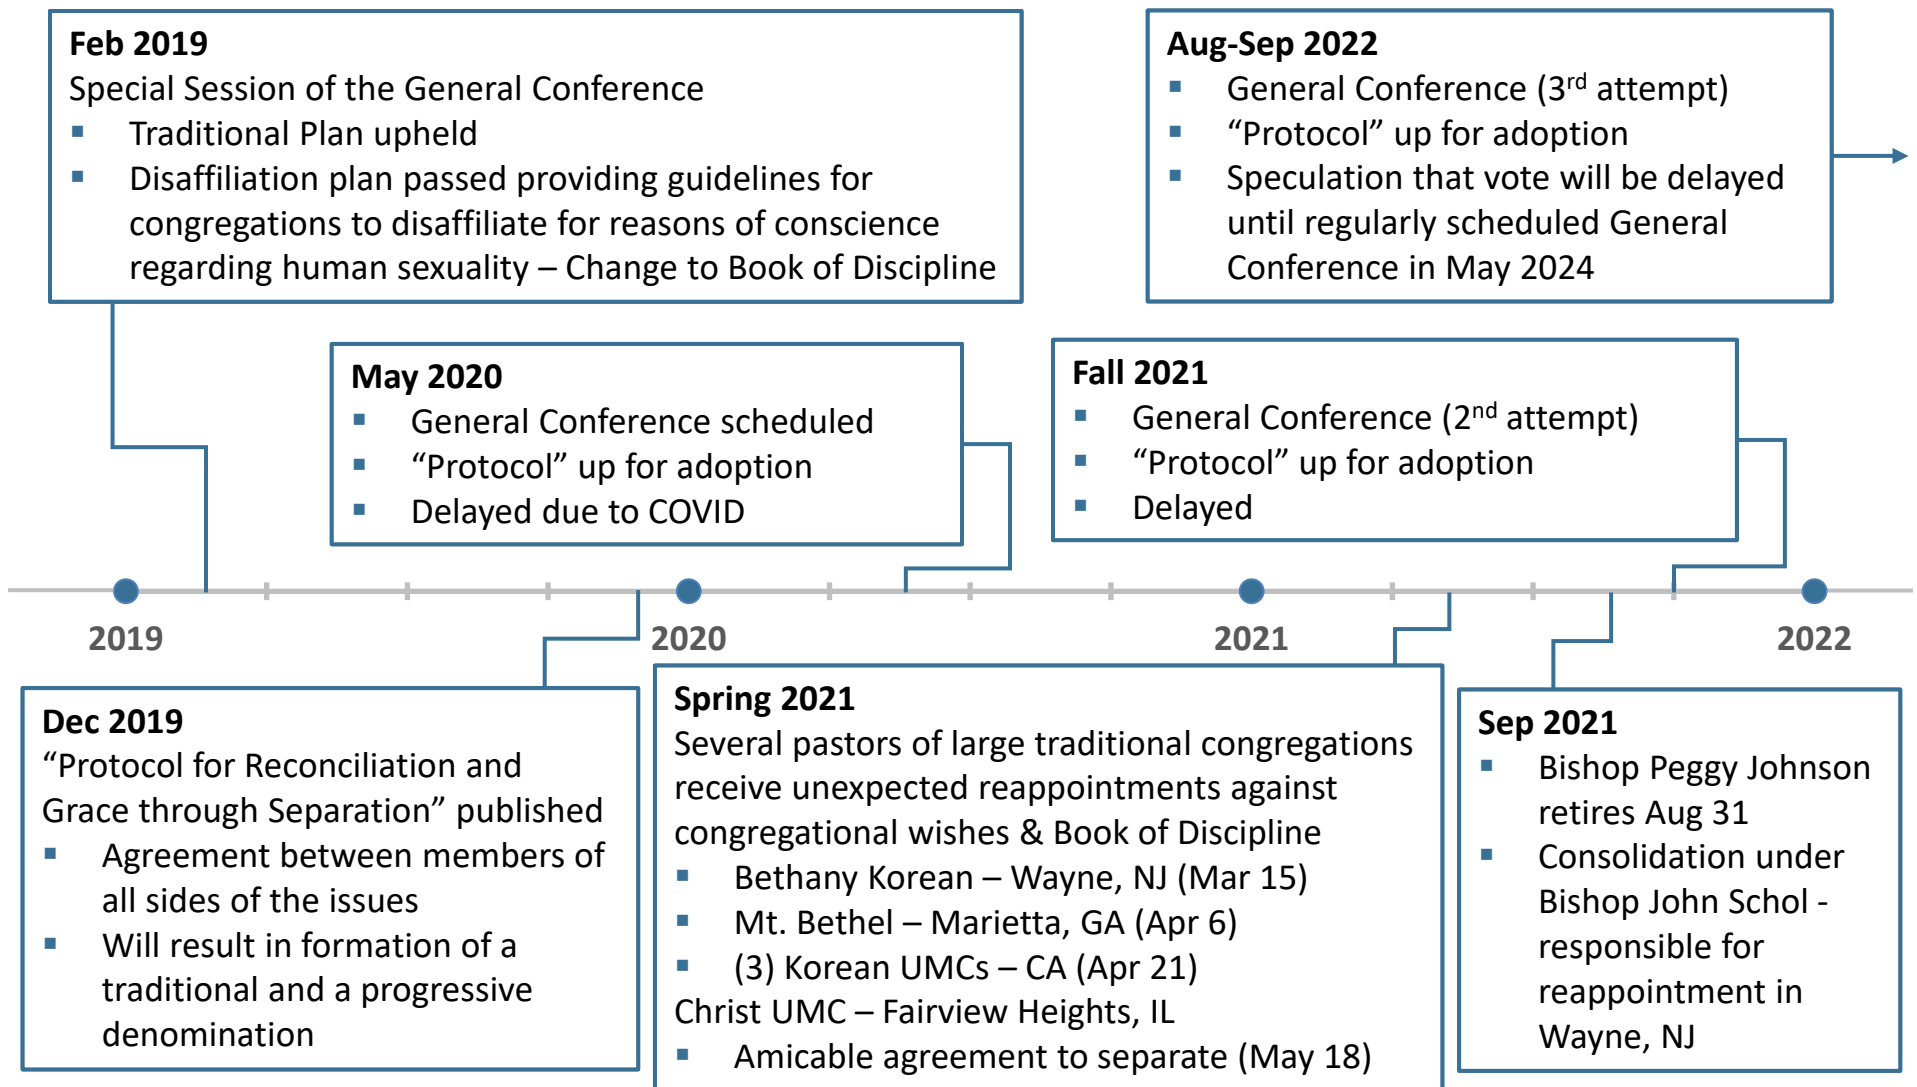 Feb 2019
Special Session of the General Conference
▪ Traditional Plan upheld
▪ Disaffiliation plan passed providing guidelines for
congregations to disaffiliate for reasons of conscience
regarding human sexuality – Change to Book of Discipline
Aug-Sep 2022
▪ General Conference (3rd attempt)
▪ “Protocol” up for adoption
▪ Speculation that vote will be delayed
until regularly scheduled General
Conference in May 2024
May 2020
▪ General Conference scheduled
▪ “Protocol” up for adoption
▪ Delayed due to COVID
Fall 2021
▪ General Conference (2nd attempt)
▪ “Protocol” up for adoption
▪ Delayed
2019
2020
2021
2022
Dec 2019
“Protocol for Reconciliation and
Grace through Separation” published
▪ Agreement between members of
all sides of the issues
▪ Will result in formation of a
traditional and a progressive
denomination
Spring 2021
Several pastors of large traditional congregations
receive unexpected reappointments against
congregational wishes & Book of Discipline
▪ Bethany Korean – Wayne, NJ (Mar 15)
▪ Mt. Bethel – Marietta, GA (Apr 6)
▪ (3) Korean UMCs – CA (Apr 21)
Christ UMC – Fairview Heights, IL
▪ Amicable agreement to separate (May 18)
Sep 2021
▪ Bishop Peggy Johnson
retires Aug 31
▪ Consolidation under
Bishop John Schol -
responsible for
reappointment in
Wayne, NJ